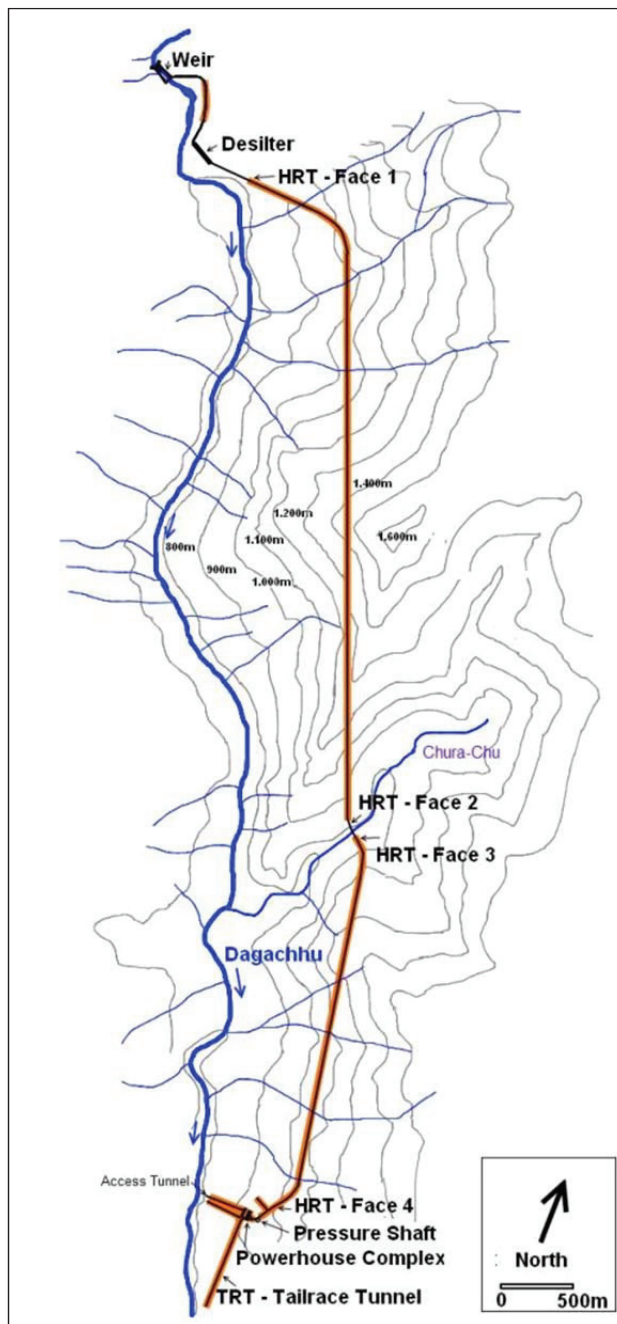 Weir
Desilter
HRT - Face 1
1.400m
1.200m
1.100m
1.600m
800m
900m
1.000m
Chura-Chu
HRT - Face 2
HRT - Face 3
Dagachhu
Access Tunnel
HRT - Face 4
Pressure Shaft
Powerhouse Complex
TRT - Tailrace Tunnel
North
0 500m